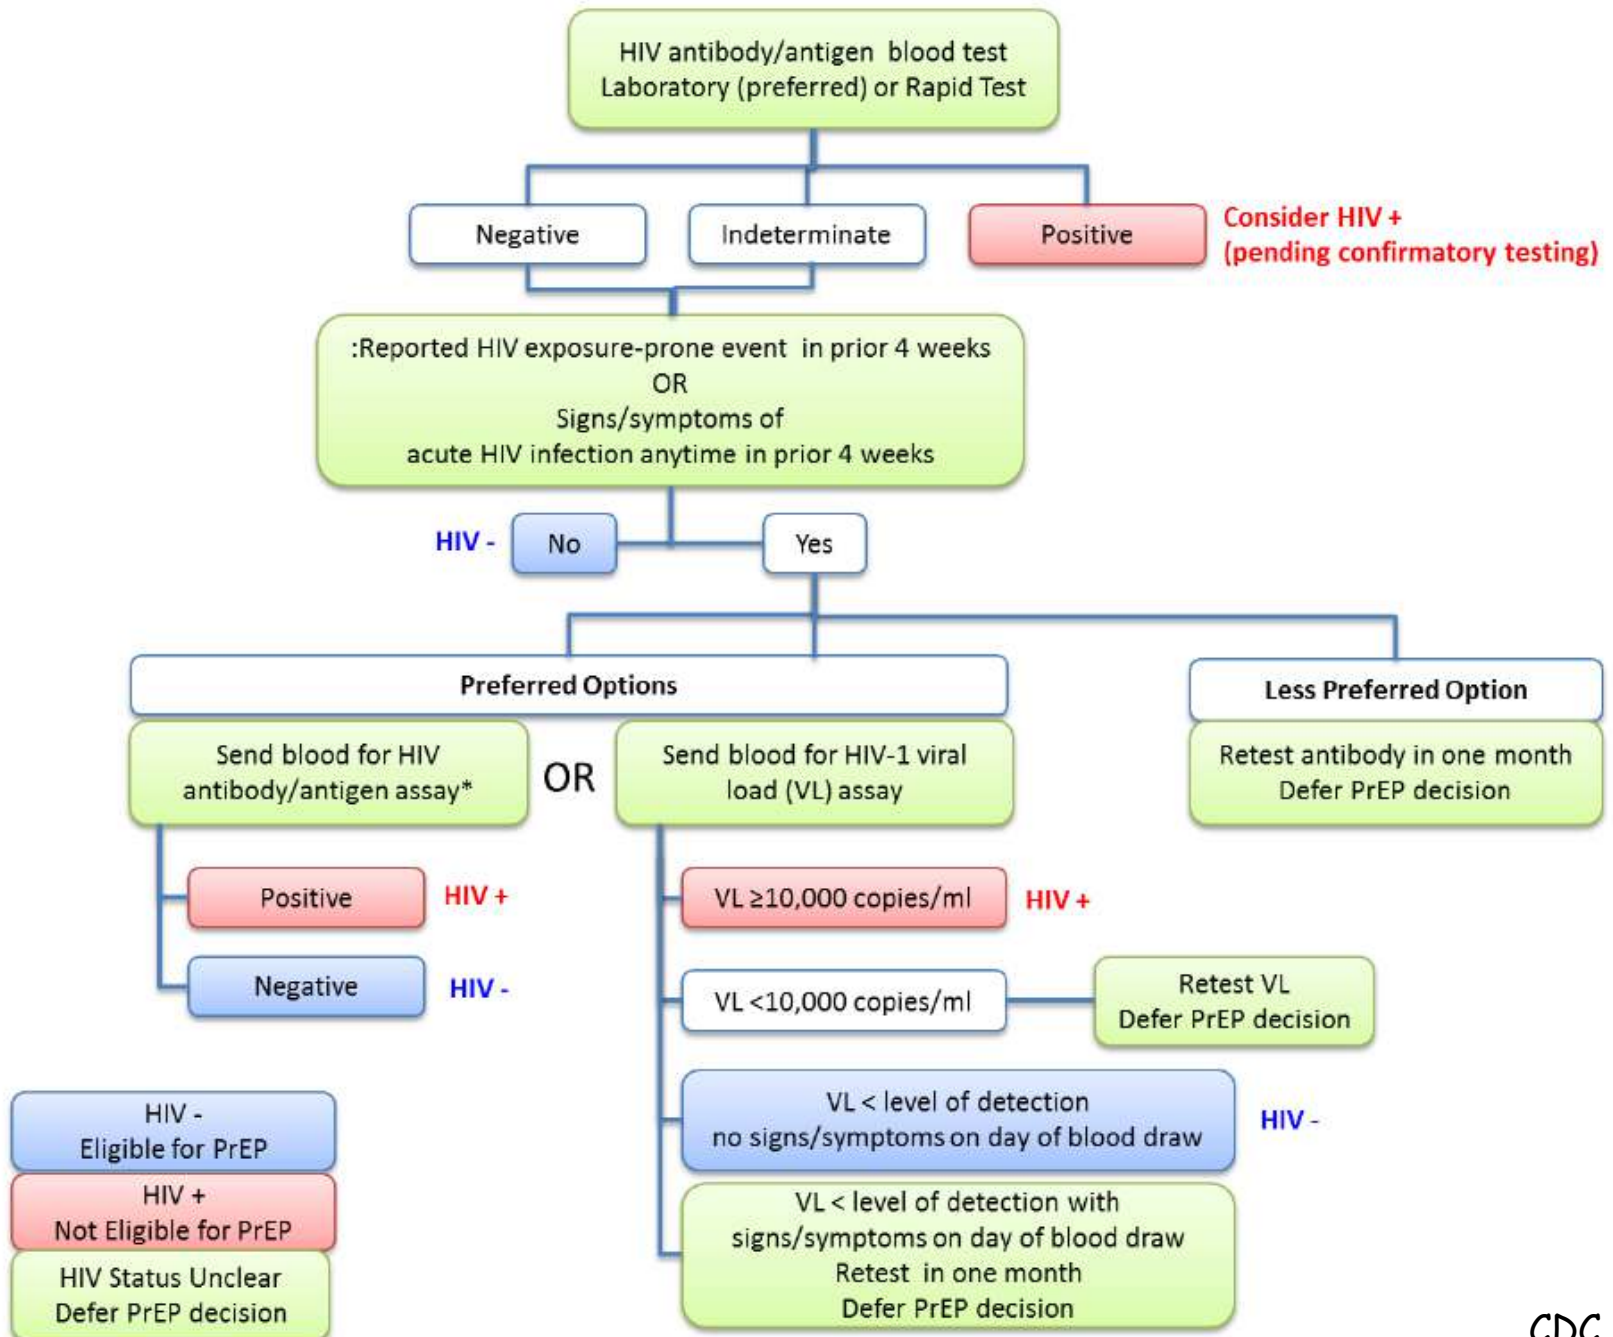 HIV antibody/antigen blood test
Laboratory (preferred) or Rapid Test
Negative
Indeterminate
Positive
Consider HIV +
(pending confirmatory testing)
:Reported HIV exposure-prone event in prior 4 weeks
OR
Signs/symptoms of
acute HIV infection anytime in prior 4 weeks
HIV -
No
Yes
Preferred Options
Less Preferred Option
Send blood for HIV
antibody/antigen assay*
OR
Send blood for HIV-1 viral
load (VL) assay
Retest antibody in one month
Defer PrEP decision
Positive
HIV +
Negative
HIV -
VL ≥10,000 copies/ml
HIV +
VL <10,000 copies/ml
Retest VL
Defer PrEP decision
VL < level of detection
no signs/symptoms on day of blood draw
HIV -
VL < level of detection with
signs/symptoms on day of blood draw
Retest in one month
Defer PrEP decision
HIV -
Eligible for PrEP
HIV +
Not Eligible for PrEP
HIV Status Unclear
Defer PrEP decision
CDC